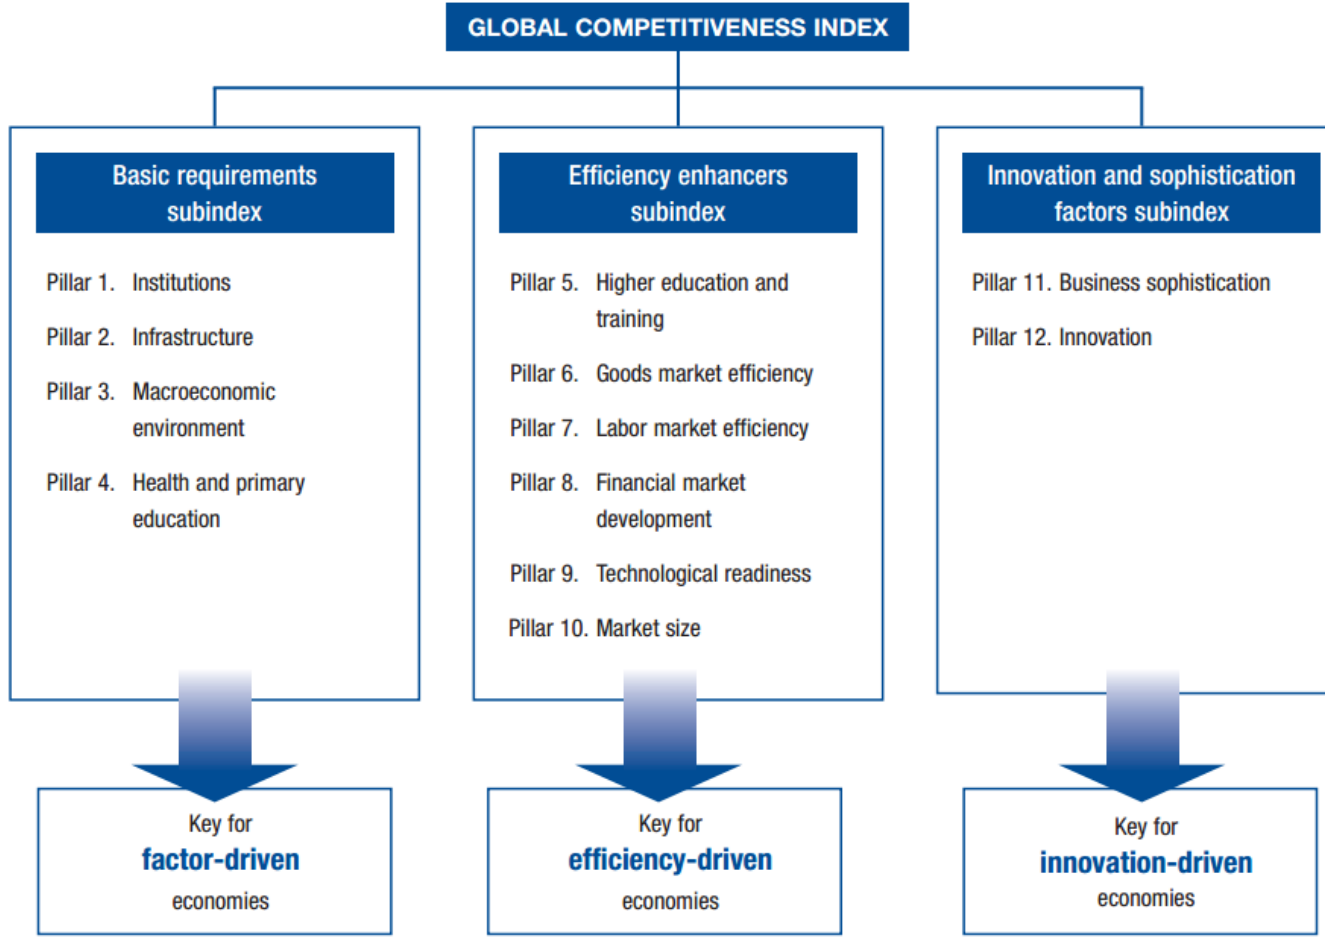 GLOBAL COMPETITIVENESS INDEX
Basic requirements
subindex
Pillar 1. Institutions
Pillar 2. Infrastructure
Pillar 3. Macroeconomic
environment
Pillar 4. Health and primary
education
Key for
factor-driven
economies
Efficiency enhancers
subindex
Pillar 5. Higher education and
training
Pillar 6. Goods market efficiency
Pillar 7. Labor market efficiency
Pillar 8. Financial market
development
Pillar 9. Technological readiness
Pillar 10. Market size
Key for
efficiency-driven
economies
Innovation and sophistication
factors subindex
Pillar 11. Business sophistication
Pillar 12. Innovation
Key for
innovation-driven
economies